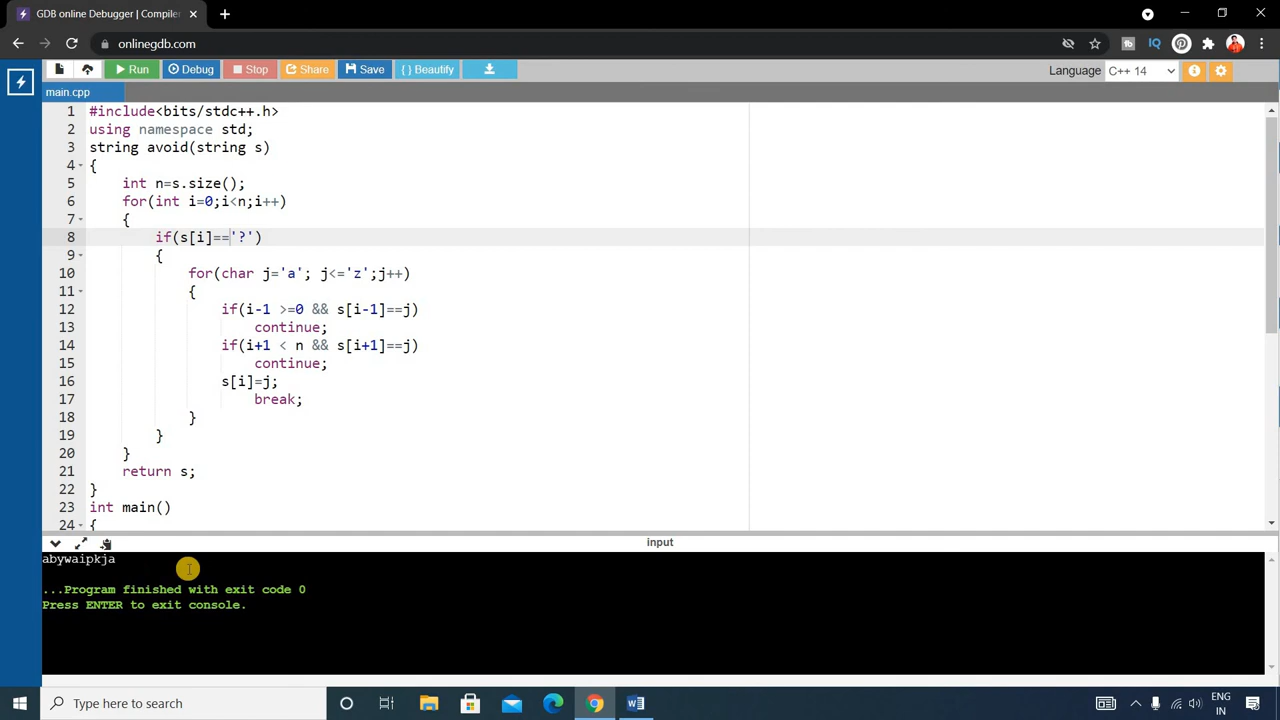 GDB online Debugger | Compiler
onlinegdb.com
Run Debug Stop Share Save { } Beautify Language C++ 14
main.cpp
1 #include<bits/stdc++.h>
2 using namespace std;
3 string avoid(string s)
4 {
5 int n=s.size();
6 for(int i=0;i<n;i++)
7 {
8 if(s[i]=='?')
9 {
10 for(char j='a'; j<='z';j++)
11 {
12 if(i-1 >=0 && s[i-1]==j)
13 continue;
14 if(i+1 < n && s[i+1]==j)
15 continue;
16 s[i]=j;
17 break;
18 }
19 }
20 }
21 return s;
22 }
23 int main()
24 {
input
abywaipkja
...Program finished with exit code 0
Press ENTER to exit console.
Type here to search
ENG
IN